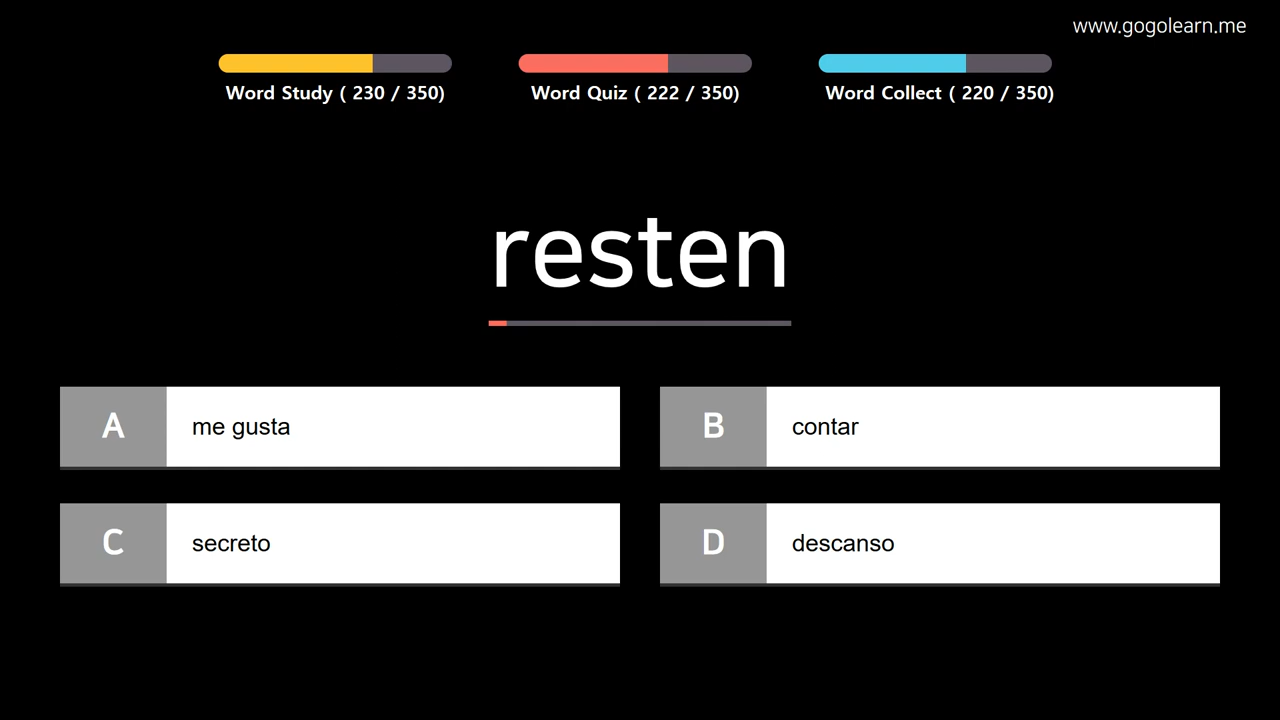 www.gogolearn.me
Word Study ( 230 / 350)
Word Quiz ( 222 / 350)
Word Collect ( 220 / 350)
resten
A
me gusta
B
contar
C
secreto
D
descanso